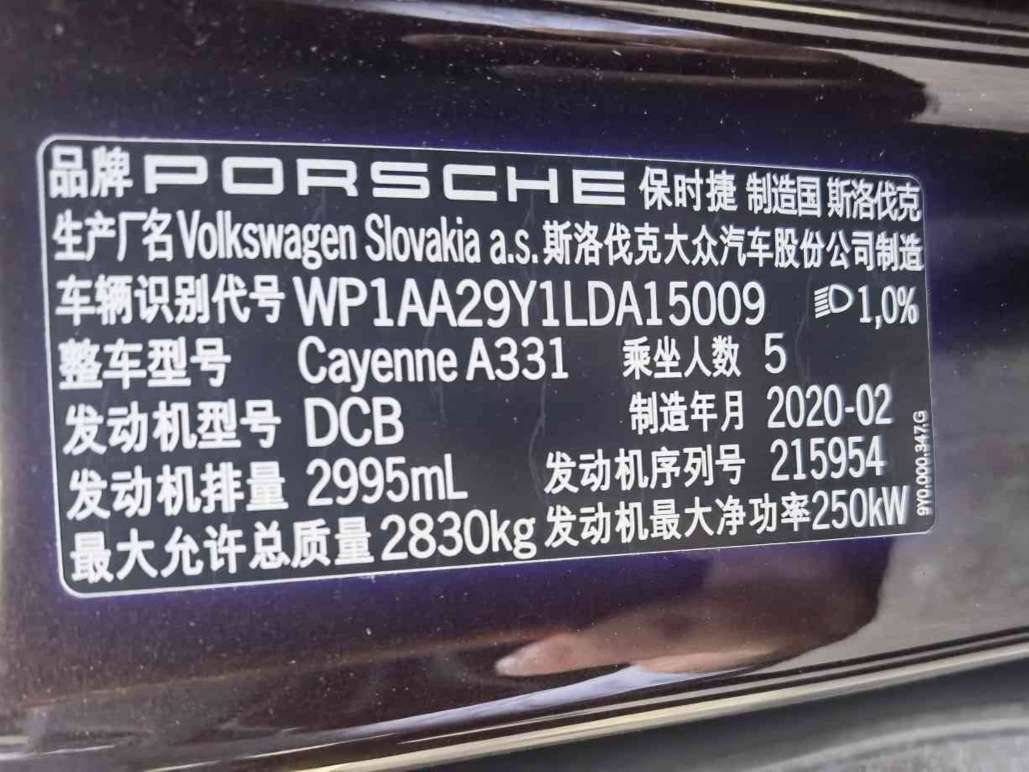 品牌 PORSCHE 保时捷 制造国 斯洛伐克
生产厂名 Volkswagen Slovakia a.s. 斯洛伐克大众汽车股份公司制造
车辆识别代号 WP1AA29Y1LDA15009 1,0%
整车型号 Cayenne A331 乘坐人数 5
发动机型号 DCB 制造年月 2020-02
发动机排量 2995mL 发动机序列号 215954
最大允许总质量 2830kg 发动机最大净功率 250kW
9Y0.000.347.G